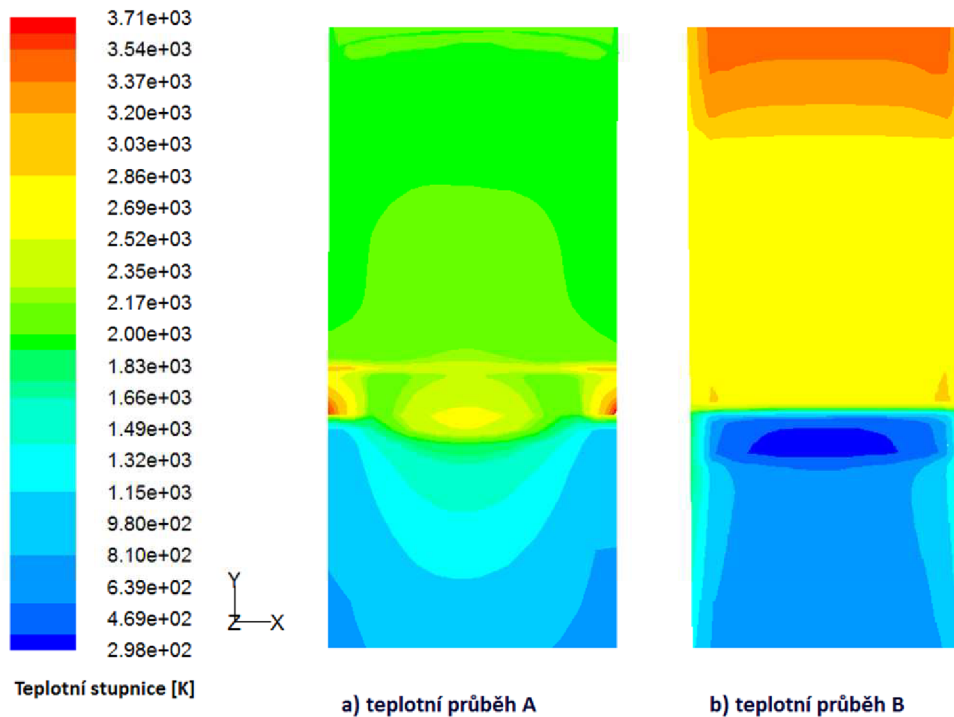 3.71e+03
3.54e+03
3.37e+03
3.20e+03
3.03e+03
2.86e+03
2.69e+03
2.52e+03
2.35e+03
2.17e+03
2.00e+03
1.83e+03
1.66e+03
1.49e+03
1.32e+03
1.15e+03
9.80e+02
8.10e+02
6.39e+02
4.69e+02
2.98e+02
Y
Z X
Teplotní stupnice [K]
a) teplotní průběh A
b) teplotní průběh B